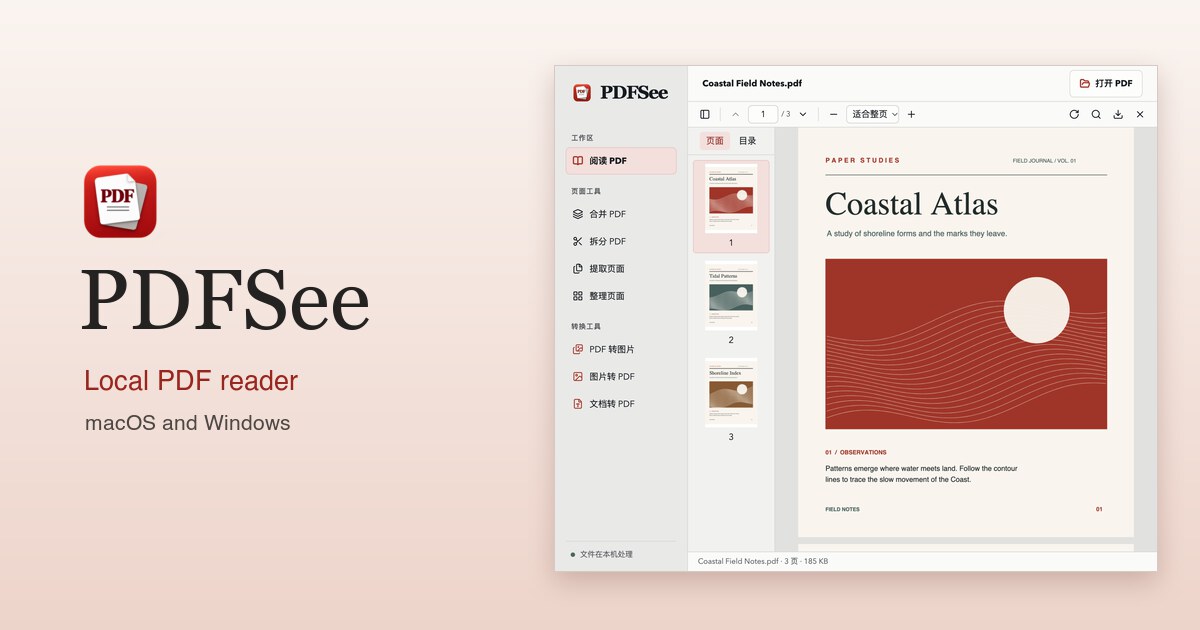 PDF
PDFSee
Local PDF reader
macOS and Windows
PDFSee
工作区
阅读 PDF
页面工具
合并 PDF
拆分 PDF
提取页面
整理页面
转换工具
PDF 转图片
图片转 PDF
文档转 PDF
文件在本机处理
Coastal Field Notes.pdf
打开 PDF
1 / 3
适合整页
页面 目录
Coastal Atlas
1
Tidal Patterns
2
Shoreline Index
3
PAPER STUDIES
FIELD JOURNAL / VOL. 01
Coastal Atlas
A study of shoreline forms and the marks they leave.
01 / OBSERVATIONS
Patterns emerge where water meets land. Follow the contour
lines to trace the slow movement of the Coast.
FIELD NOTES
01
Coastal Field Notes.pdf · 3 页 · 185 KB